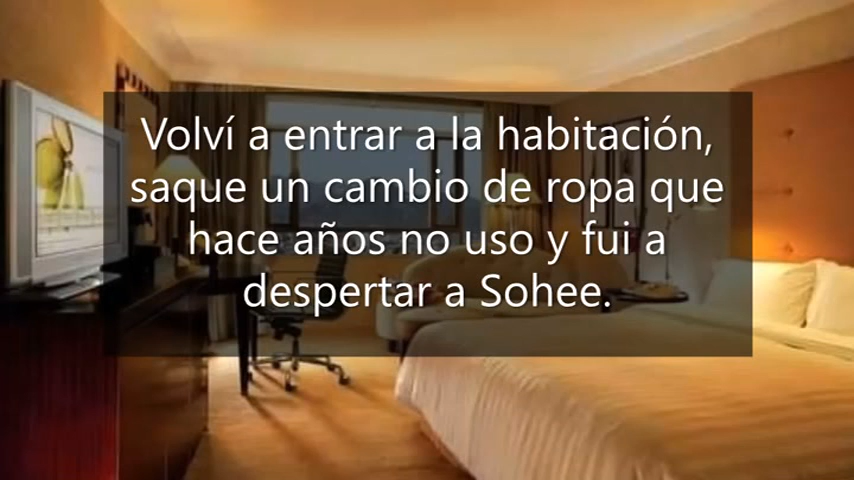 Volví a entrar a la habitación,
saque un cambio de ropa que
hace años no uso y fui a
despertar a Sohee.